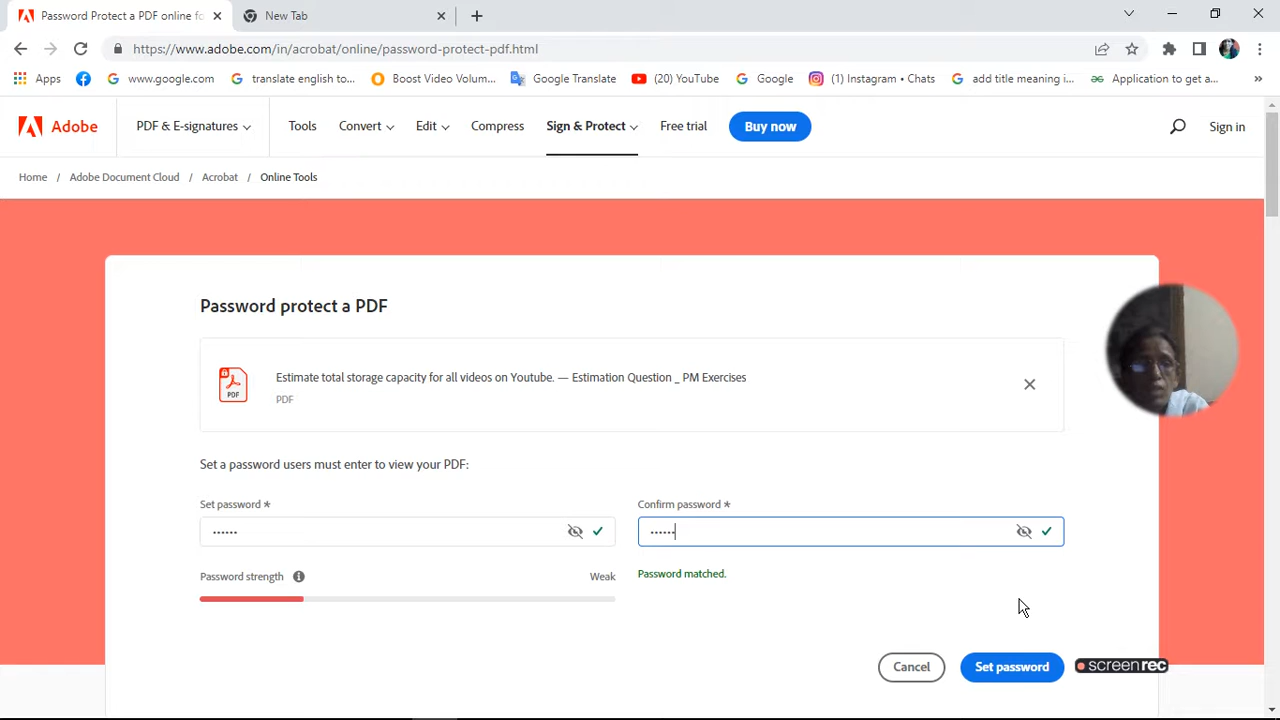 Password Protect a PDF online fo
New Tab
https://www.adobe.com/in/acrobat/online/password-protect-pdf.html
Apps
www.google.com
translate english to...
Boost Video Volum...
Google Translate
(20) YouTube
Google
(1) Instagram • Chats
add title meaning i...
Application to get a...
Adobe
PDF & E-signatures
Tools
Convert
Edit
Compress
Sign & Protect
Free trial
Buy now
Sign in
Home / Adobe Document Cloud / Acrobat / Online Tools
Password protect a PDF
Estimate total storage capacity for all videos on Youtube. — Estimation Question _ PM Exercises
PDF
PDF
Set a password users must enter to view your PDF:
Set password *
Confirm password *
••••••
••••••
Password strength
Weak
Password matched.
Cancel
Set password
screenrec